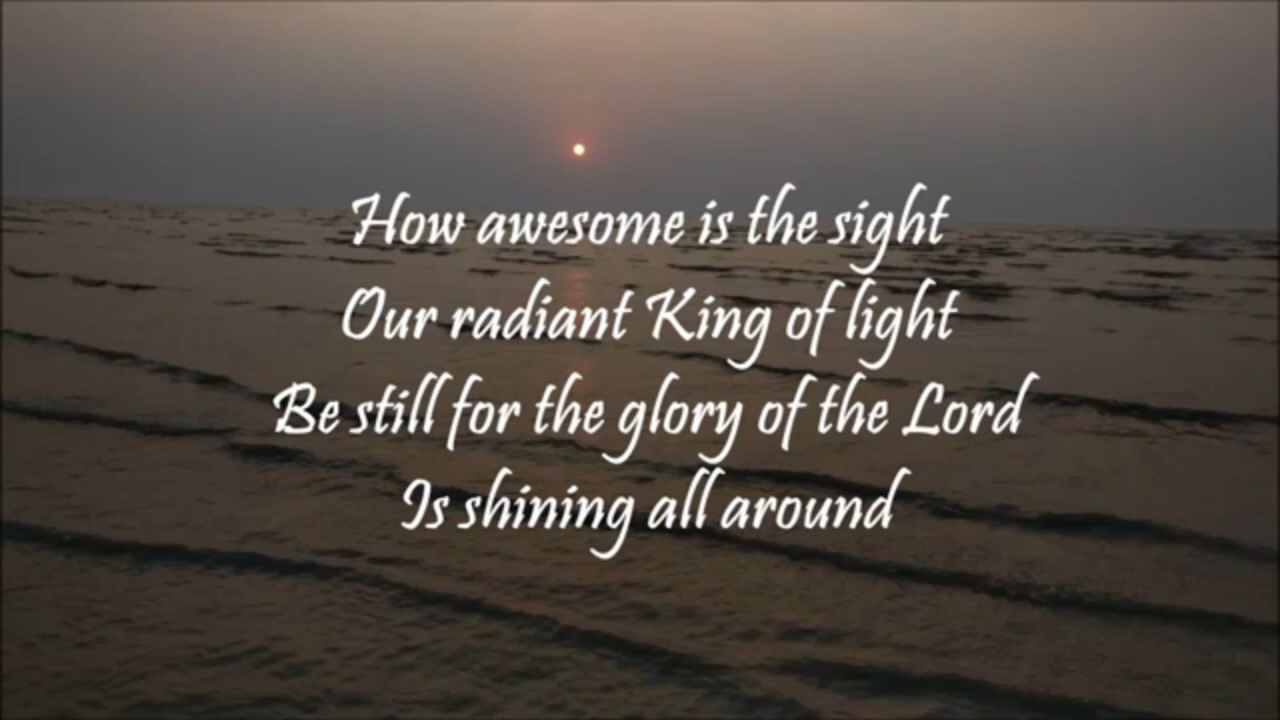 How awesome is the sight
Our radiant King of light
Be still for the glory of the Lord
Is shining all around